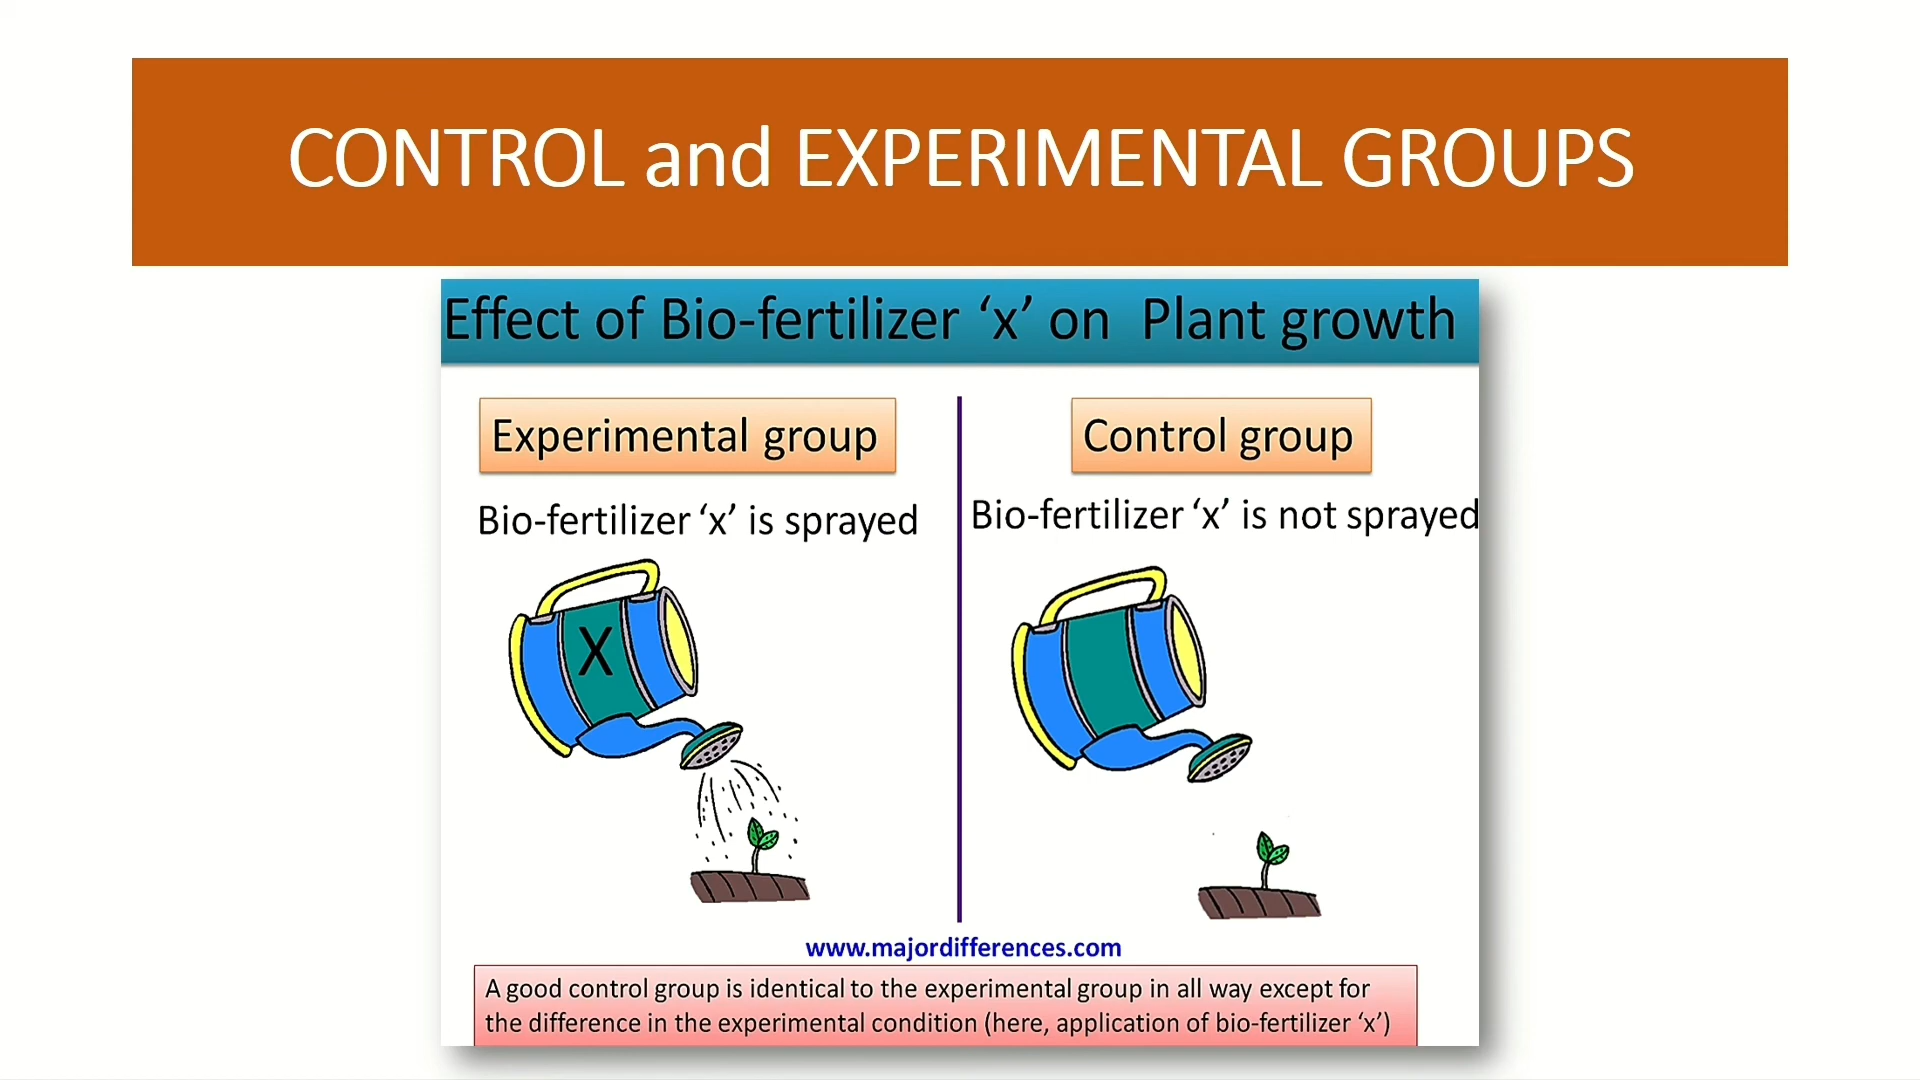 CONTROL and EXPERIMENTAL GROUPS
Effect of Bio-fertilizer ‘x’ on Plant growth
Experimental group
Bio-fertilizer ‘x’ is sprayed
X
Control group
Bio-fertilizer ‘x’ is not sprayed
www.majordifferences.com
A good control group is identical to the experimental group in all way except for
the difference in the experimental condition (here, application of bio-fertilizer ‘x’)